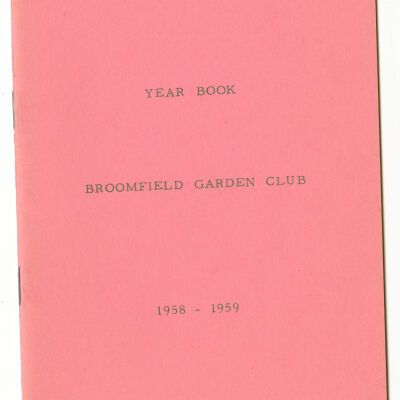 YEAR BOOK
BROOMFIELD GARDEN CLUB
1958 - 1959